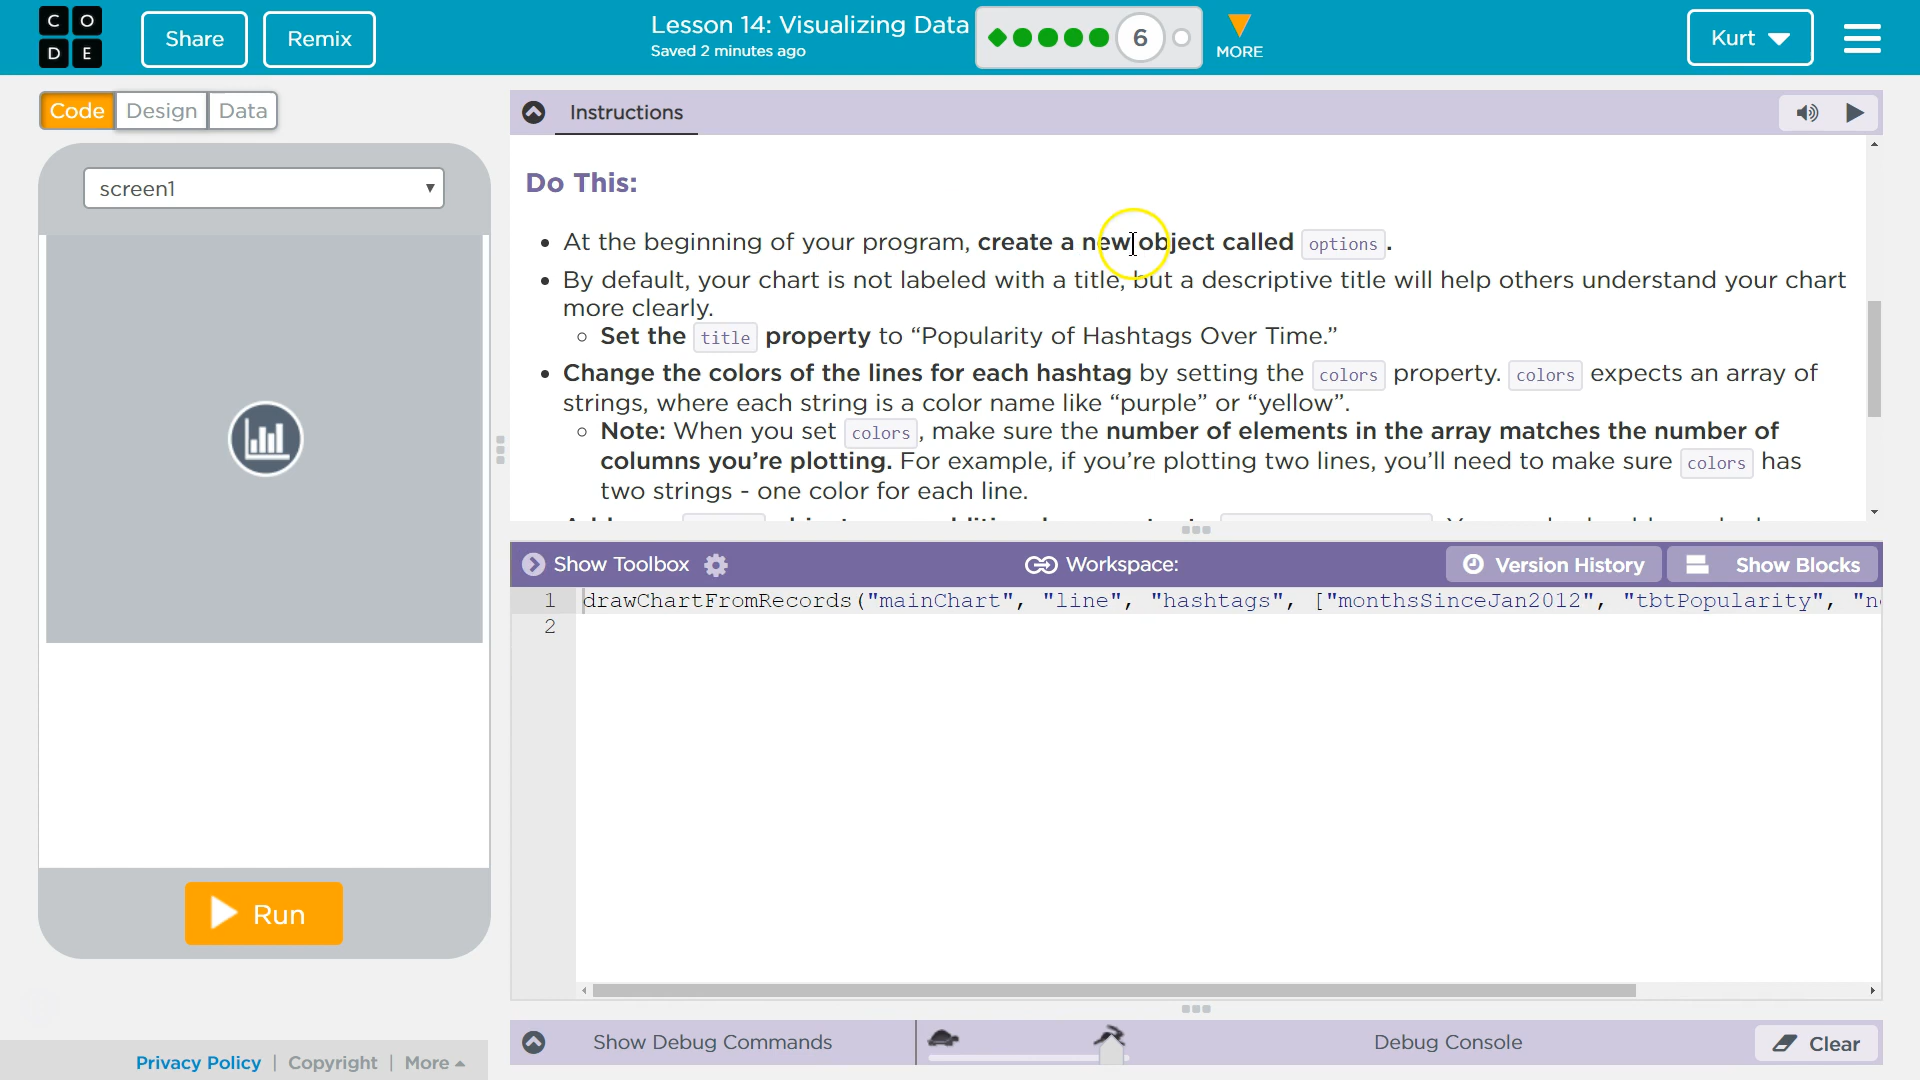 C O
D E
Share
Remix
Lesson 14: Visualizing Data
Saved 2 minutes ago
6
MORE
Kurt
Code
Design
Data
screen1
Run
Privacy Policy | Copyright | More
Instructions
Do This:
• At the beginning of your program, create a new object called options.
• By default, your chart is not labeled with a title, but a descriptive title will help others understand your chart
more clearly.
Set the title property to “Popularity of Hashtags Over Time.”
• Change the colors of the lines for each hashtag by setting the colors property. colors expects an array of
strings, where each string is a color name like “purple” or “yellow”.
Note: When you set colors, make sure the number of elements in the array matches the number of
columns you’re plotting. For example, if you’re plotting two lines, you’ll need to make sure colors has
two strings - one color for each line.
Show Toolbox
Workspace:
Version History
Show Blocks
1 drawChartFromRecords("mainChart", "line", "hashtags", ["monthsSinceJan2012", "tbtPopularity", "n
2
Show Debug Commands
Debug Console
Clear